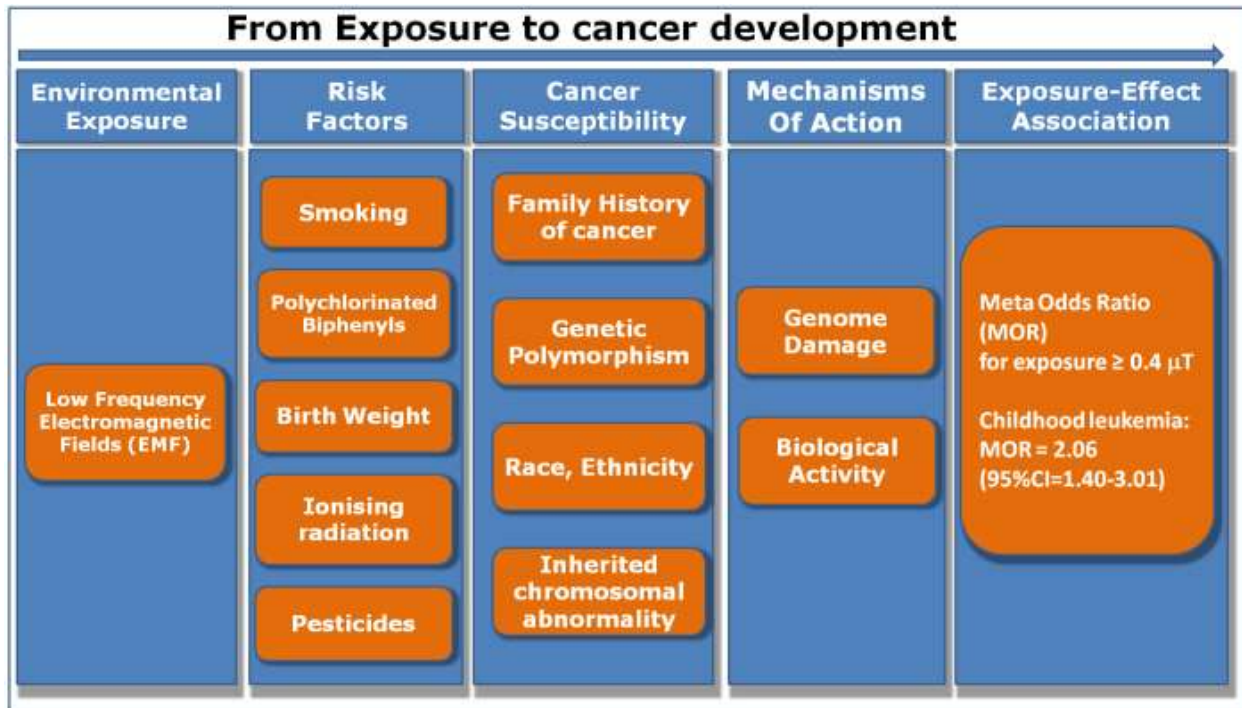 From Exposure to cancer development
Environmental
Exposure
Risk
Factors
Cancer
Susceptibility
Mechanisms
Of Action
Exposure-Effect
Association
Low Frequency
Electromagnetic
Fields (EMF)
Smoking
Polychlorinated
Biphenyls
Birth Weight
Ionising
radiation
Pesticides
Family History
of cancer
Genetic
Polymorphism
Race, Ethnicity
Inherited
chromosomal
abnormality
Genome
Damage
Biological
Activity
Meta Odds Ratio
(MOR)
for exposure ≥ 0.4 μT
Childhood leukemia:
MOR = 2.06
(95%CI=1.40-3.01)